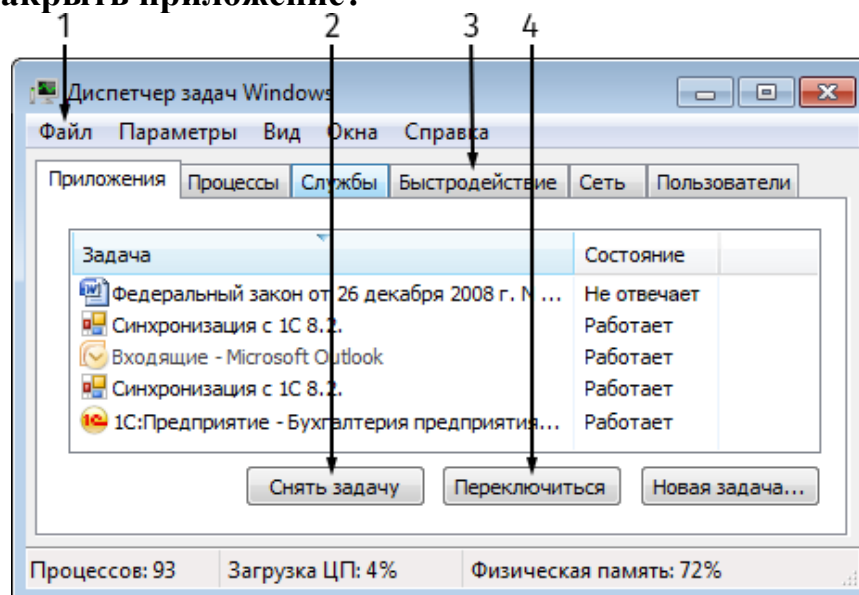 закрыть приложение?
1 2 3 4
Диспетчер задач Windows
Файл Параметры Вид Окна Справка
Приложения Процессы Службы Быстродействие Сеть Пользователи
Задача Состояние
Федеральный закон от 26 декабря 2008 г. N ... Не отвечает
Синхронизация с 1С 8.2. Работает
Входящие - Microsoft Outlook Работает
Синхронизация с 1С 8.2. Работает
1С:Предприятие - Бухгалтерия предприятия... Работает
Снять задачу Переключиться Новая задача...
Процессов: 93 Загрузка ЦП: 4% Физическая память: 72%